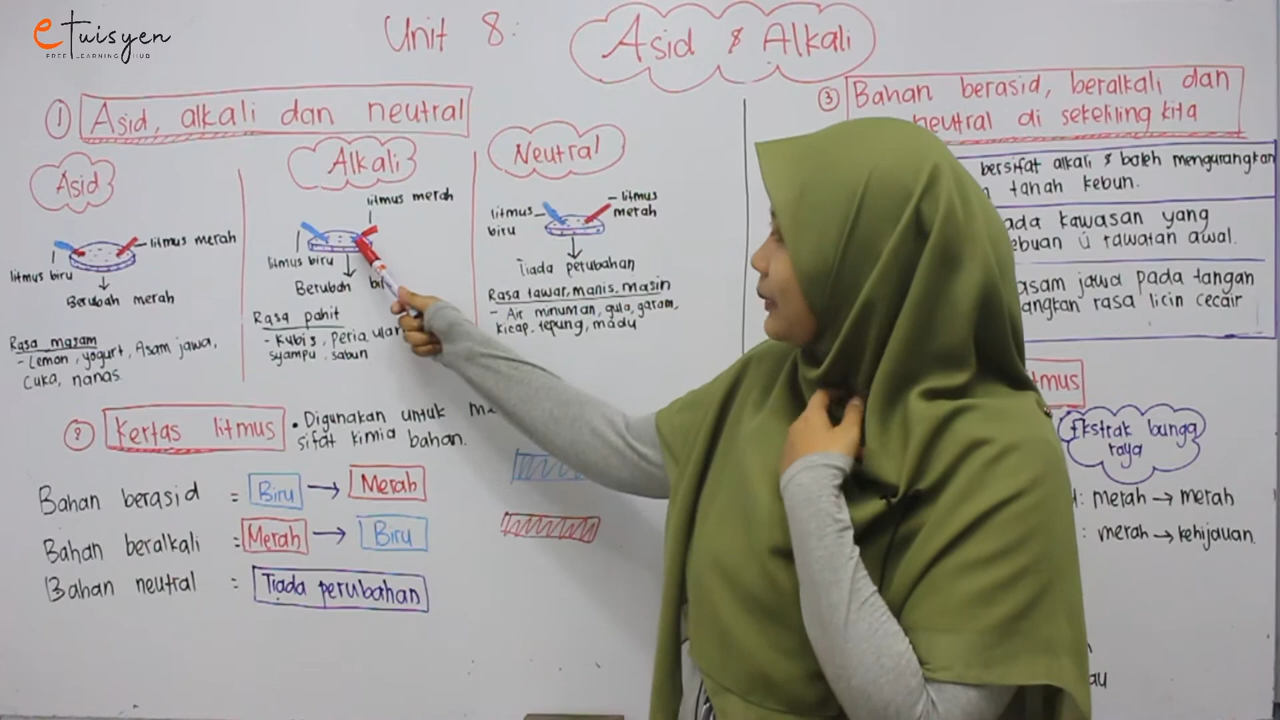 eTuisyen
FREE LEARNING HUB
Unit 8:
Asid & Alkali
① Asid, alkali dan neutral
Asid
litmus biru
litmus merah
Berubah merah
Rasa masam
- Lemon, yogurt, Asam jawa,
cuka, nanas.
Alkali
litmus merah
litmus biru
Berubah
Rasa pahit
- Kubis, peria
syampu, sabun
Neutral
litmus
biru
litmus
merah
Tiada perubahan
Rasa tawar, manis, masin
- Air minuman, gula, garam,
kicap, tepung, madu
② Kertas litmus
• Digunakan untuk
sifat kimia bahan.
Bahan berasid = Biru → Merah
Bahan beralkali = Merah → Biru
Bahan neutral = Tiada perubahan
③ Bahan berasid, beralkali dan
neutral di sekeliling kita
bersifat alkali & boleh mengurangkan
tanah kebun.
kawasan yang
ü rawatan awal.
asam jawa pada tangan
rasa licin cecair
Ekstrak bunga
raya
: merah → merah
: merah → kehijauan.